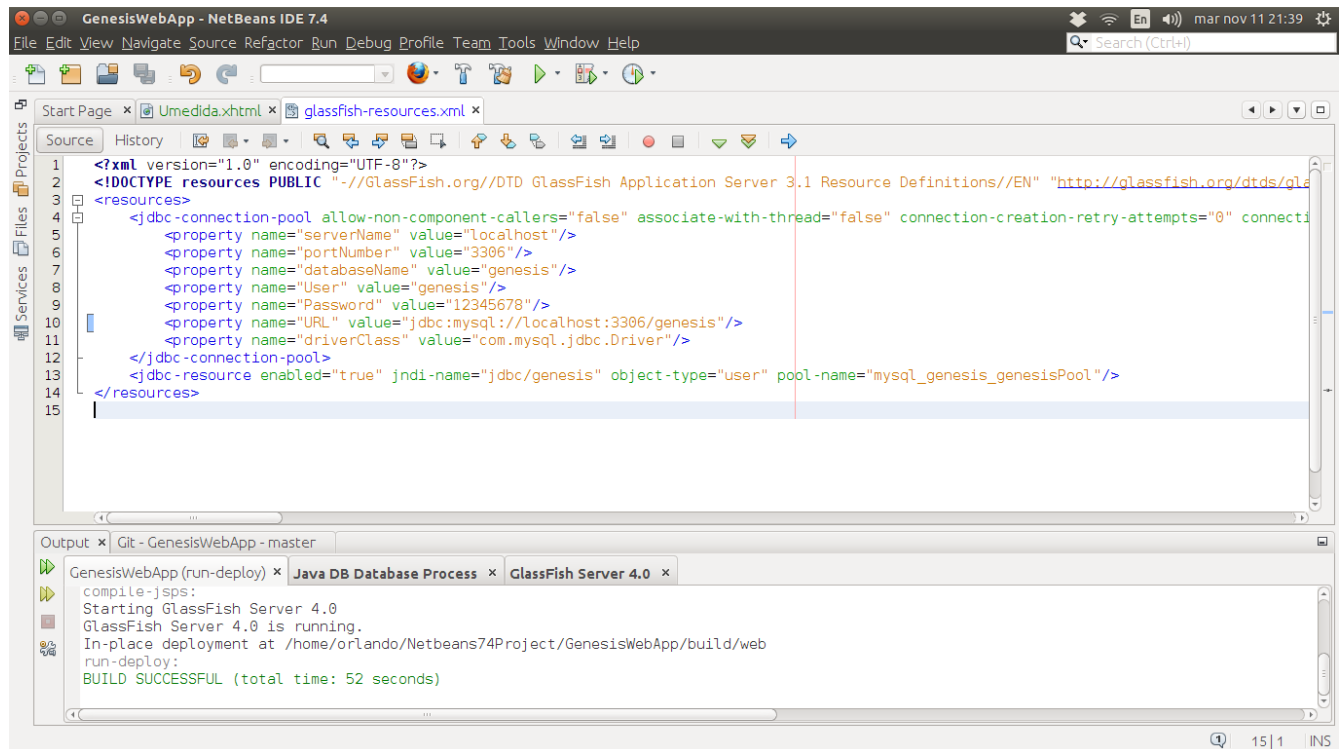 GenesisWebApp - NetBeans IDE 7.4
En mar nov 11 21:39
File Edit View Navigate Source Refactor Run Debug Profile Team Tools Window Help
Search (Ctrl+I)
Start Page Umedida.xhtml glassfish-resources.xml
Projects
Files
Services
Source History
1 <?xml version="1.0" encoding="UTF-8"?>
2 <!DOCTYPE resources PUBLIC "-//GlassFish.org//DTD GlassFish Application Server 3.1 Resource Definitions//EN" "http://glassfish.org/dtds/gla
3 <resources>
4 <jdbc-connection-pool allow-non-component-callers="false" associate-with-thread="false" connection-creation-retry-attempts="0" connecti
5 <property name="serverName" value="localhost"/>
6 <property name="portNumber" value="3306"/>
7 <property name="databaseName" value="genesis"/>
8 <property name="User" value="genesis"/>
9 <property name="Password" value="12345678"/>
10 <property name="URL" value="jdbc:mysql://localhost:3306/genesis"/>
11 <property name="driverClass" value="com.mysql.jdbc.Driver"/>
12 </jdbc-connection-pool>
13 <jdbc-resource enabled="true" jndi-name="jdbc/genesis" object-type="user" pool-name="mysql_genesis_genesisPool"/>
14 </resources>
15
Output Git - GenesisWebApp - master
GenesisWebApp (run-deploy) Java DB Database Process GlassFish Server 4.0
compile-jsps:
Starting GlassFish Server 4.0
GlassFish Server 4.0 is running.
In-place deployment at /home/orlando/Netbeans74Project/GenesisWebApp/build/web
run-deploy:
BUILD SUCCESSFUL (total time: 52 seconds)
1 15|1 INS